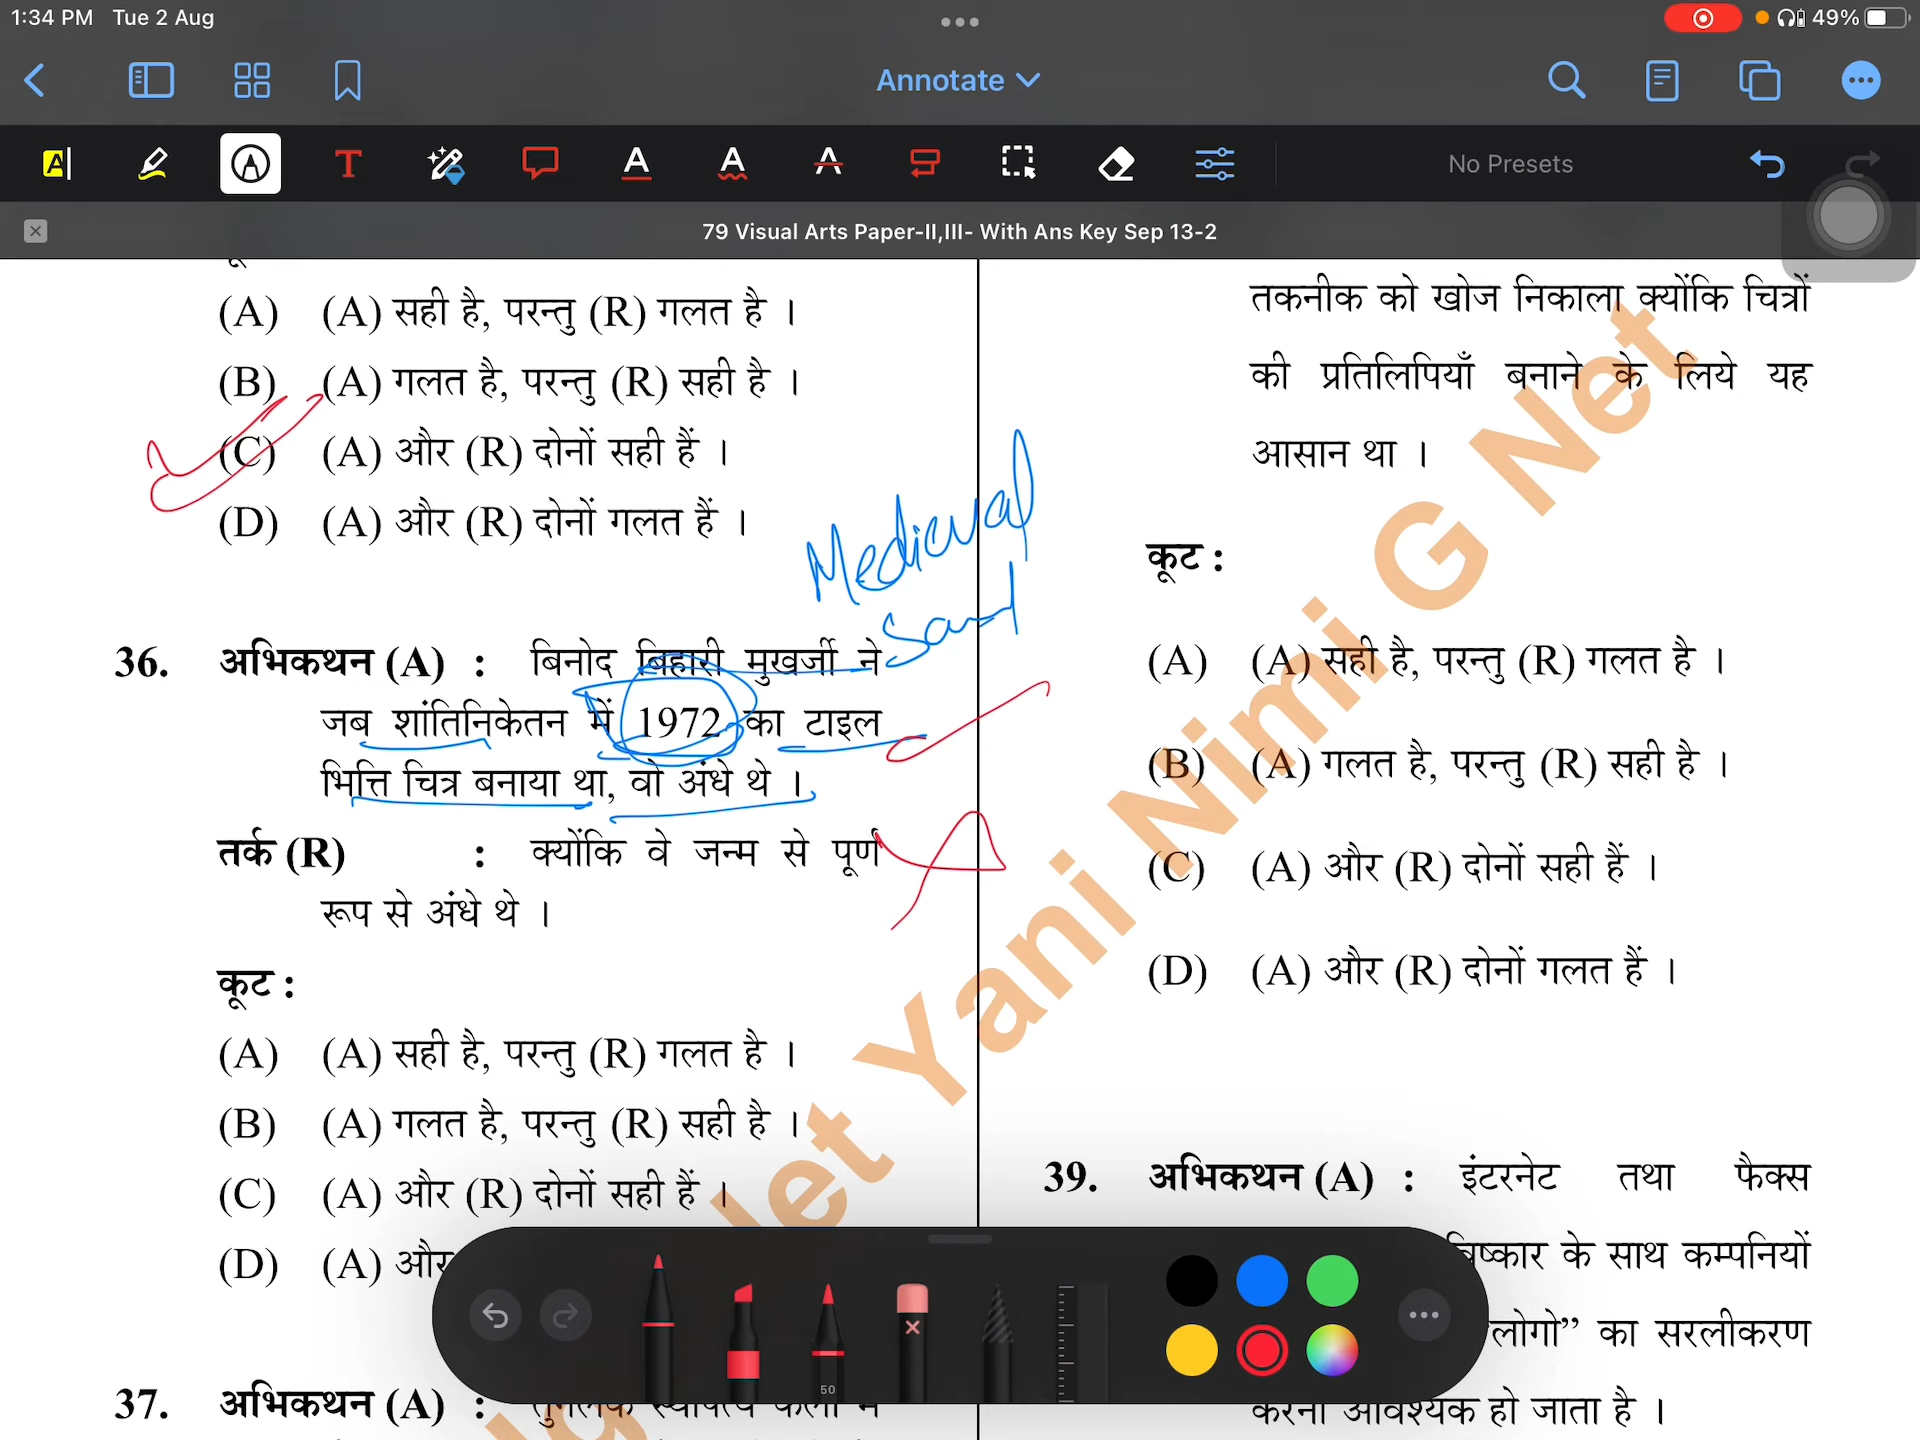 1:34 PM Tue 2 Aug
49%
Annotate
No Presets
79 Visual Arts Paper-II,III- With Ans Key Sep 13-2
(A) (A) सही है, परन्तु (R) गलत है ।
(B) (A) गलत है, परन्तु (R) सही है ।
(C) (A) और (R) दोनों सही हैं ।
(D) (A) और (R) दोनों गलत हैं ।
Medieval
36. अभिकथन (A) : बिनोद बिहारी मुखर्जी ने
जब शांतिनिकेतन में 1972 का टाइल
भित्ति चित्र बनाया था, वो अंधे थे ।
तर्क (R) : क्योंकि वे जन्म से पूर्ण
रूप से अंधे थे ।
कूट :
(A) (A) सही है, परन्तु (R) गलत है ।
(B) (A) गलत है, परन्तु (R) सही है ।
(C) (A) और (R) दोनों सही हैं ।
(D) (A) और
37. अभिकथन (A) :
तकनीक को खोज निकाला क्योंकि चित्रों
की प्रतिलिपियाँ बनाने के लिये यह
आसान था ।
कूट :
(A) (A) सही है, परन्तु (R) गलत है ।
(B) (A) गलत है, परन्तु (R) सही है ।
(C) (A) और (R) दोनों सही हैं ।
(D) (A) और (R) दोनों गलत हैं ।
39. अभिकथन (A) : इंटरनेट तथा फैक्स
के साथ कम्पनियों
लोगो” का सरलीकरण
करना आवश्यक हो जाता है ।
let Yani Nimi G Net
50